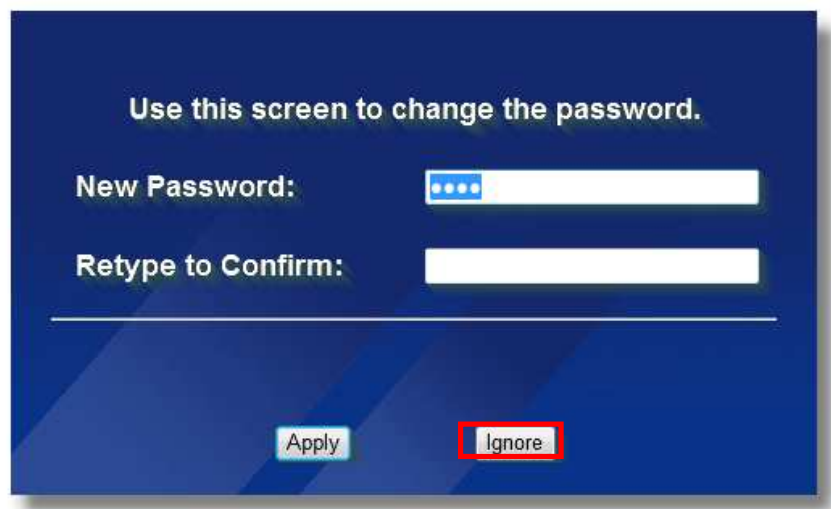 Use this screen to change the password.
New Password: ••••
Retype to Confirm:
Apply Ignore